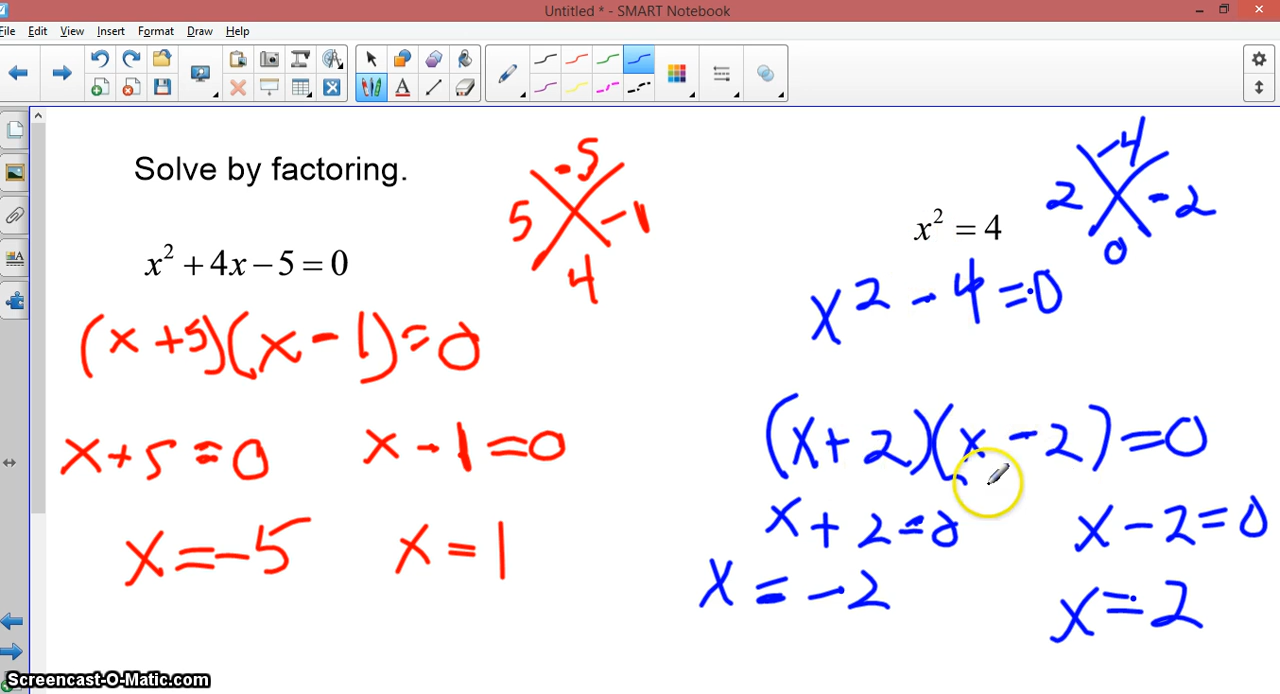 Untitled * - SMART Notebook
File Edit View Insert Format Draw Help
Solve by factoring.
x² + 4x − 5 = 0
-5
5 -1
4
(x+5)(x-1)=0
x+5=0 x-1=0
x=-5 x=1
x² = 4
-4
2 -2
0
x²-4=0
(x+2)(x-2)=0
x+2=0 x-2=0
x=-2 x=2
Screencast-O-Matic.com